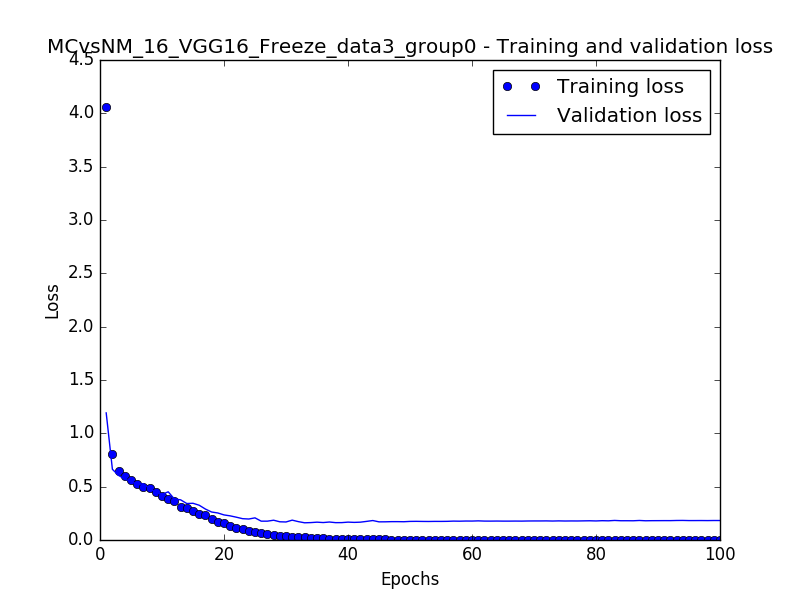 MCvsNM_16_VGG16_Freeze_data3_group0 - Training and validation loss
4.5
4.0
3.5
3.0
2.5
2.0
1.5
1.0
0.5
0.0
Loss
Training loss
Validation loss
0 20 40 60 80 100
Epochs